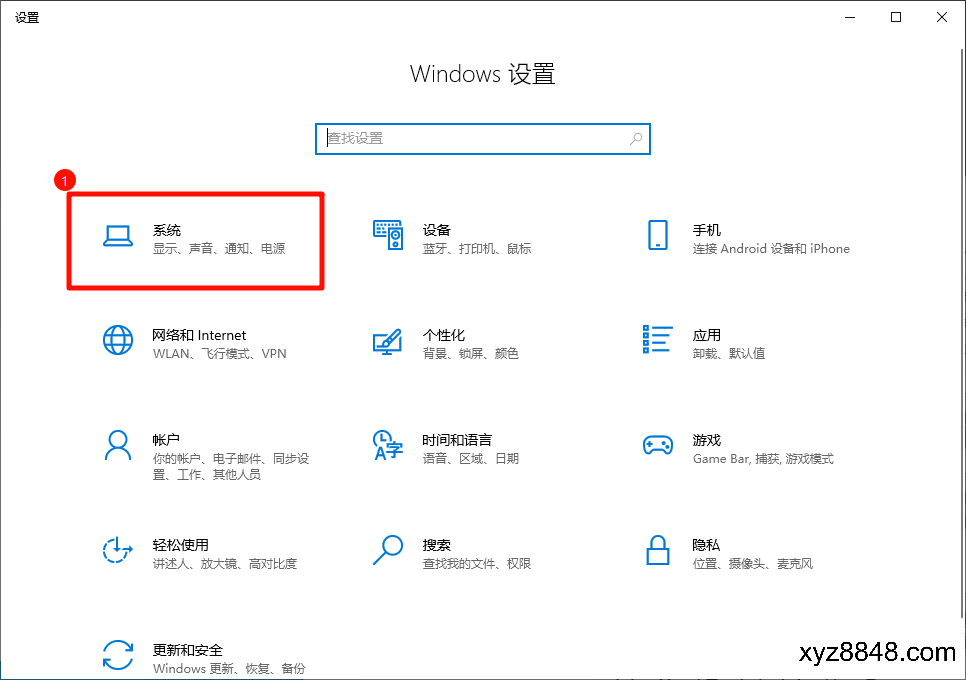 设置
Windows 设置
查找设置
1
系统
显示、声音、通知、电源
设备
蓝牙、打印机、鼠标
手机
连接 Android 设备和 iPhone
网络和 Internet
WLAN、飞行模式、VPN
个性化
背景、锁屏、颜色
应用
卸载、默认值
帐户
你的帐户、电子邮件、同步设
置、工作、其他人员
时间和语言
语音、区域、日期
游戏
Game Bar, 捕获, 游戏模式
轻松使用
讲述人、放大镜、高对比度
搜索
查找我的文件、权限
隐私
位置、摄像头、麦克风
更新和安全
Windows 更新、恢复、备份
xyz8848.com